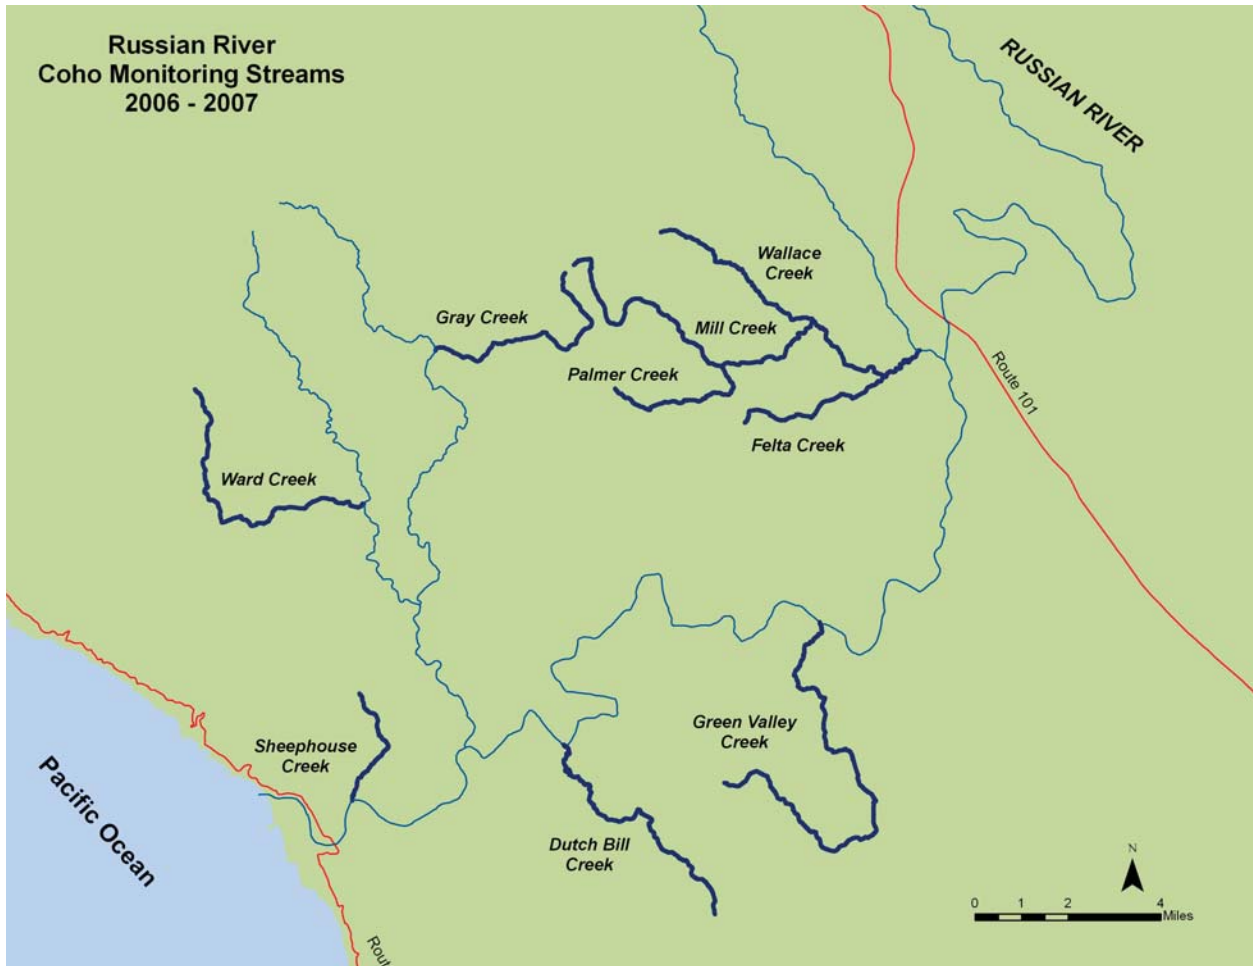 Russian River
Coho Monitoring Streams
2006 - 2007
RUSSIAN RIVER
Wallace
Creek
Gray Creek
Mill Creek
Palmer Creek
Route 101
Felta Creek
Ward Creek
Green Valley
Creek
Sheephouse
Creek
Pacific Ocean
Dutch Bill
Creek
N
0 1 2 4
Miles